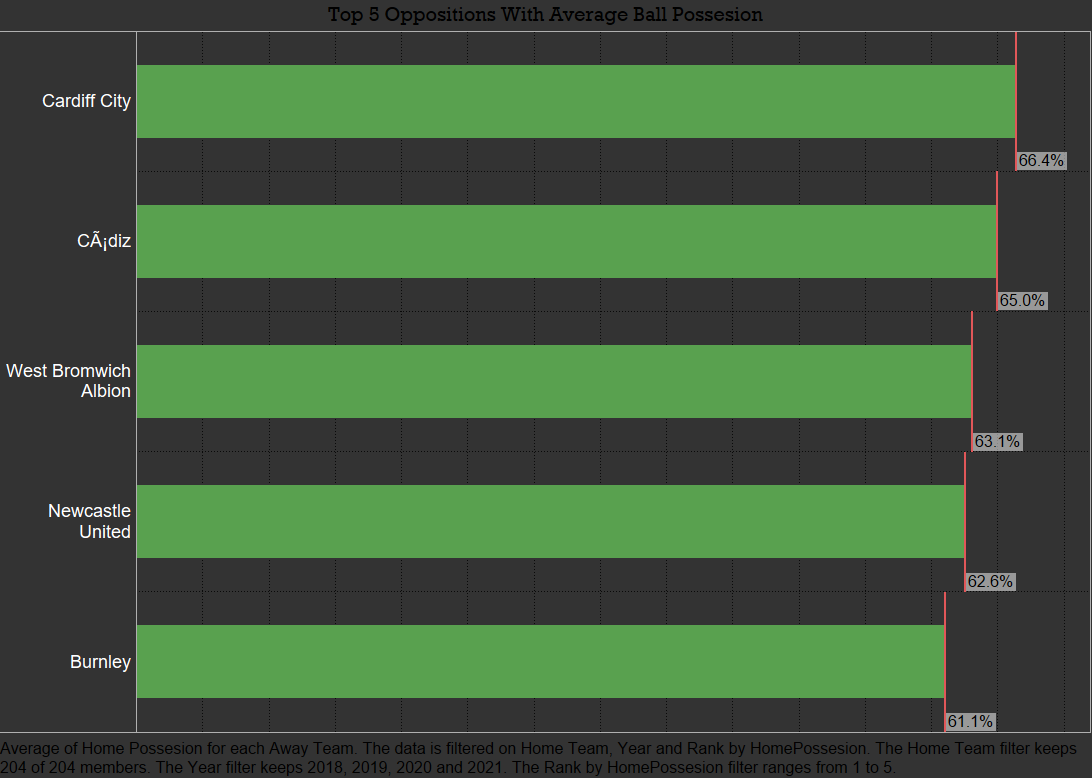 Top 5 Oppositions With Average Ball Possesion
Cardiff City
66.4%
CÃ¡diz
65.0%
West Bromwich
Albion
63.1%
Newcastle
United
62.6%
Burnley
61.1%
Average of Home Possesion for each Away Team. The data is filtered on Home Team, Year and Rank by HomePossesion. The Home Team filter keeps
204 of 204 members. The Year filter keeps 2018, 2019, 2020 and 2021. The Rank by HomePossesion filter ranges from 1 to 5.